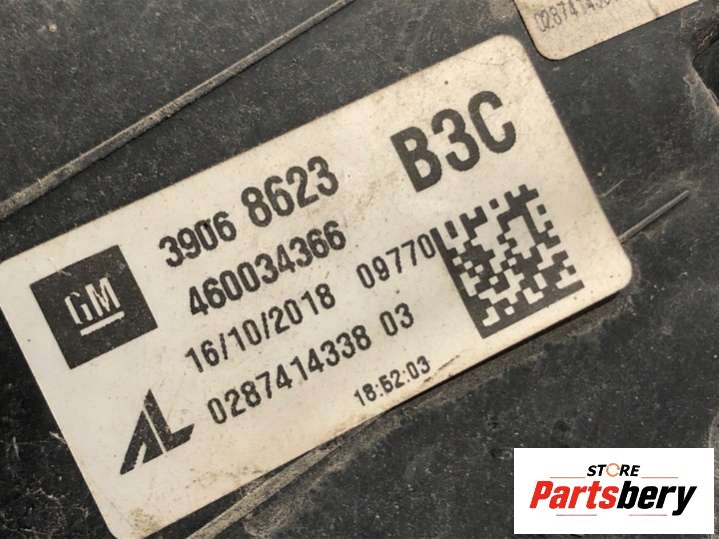 GM
3906 8623
B3C
460034366
16/10/2018 09770
AL
0287414338 03
18:52:03
STORE
Partsbery